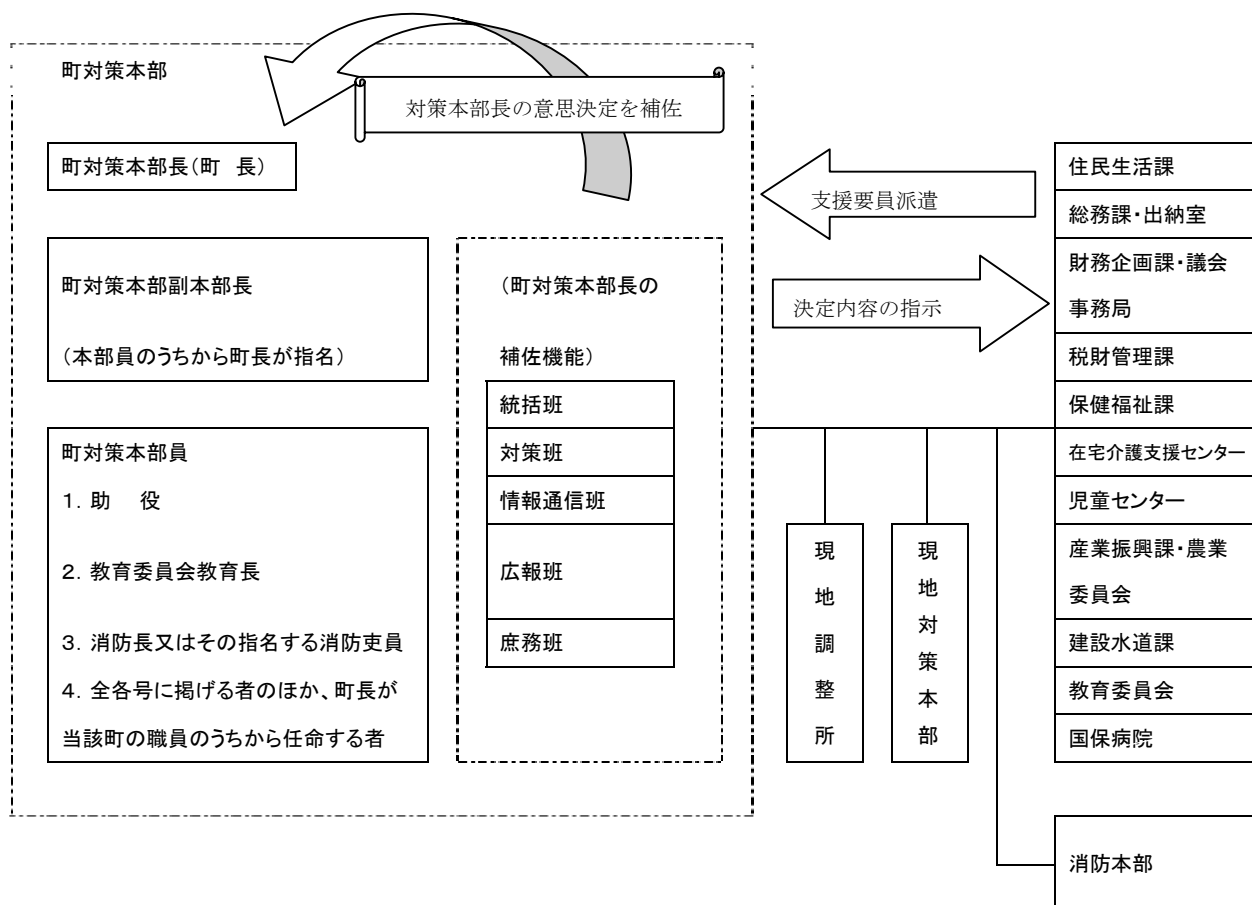 町対策本部
対策本部長の意思決定を補佐
町対策本部長(町　長)
町対策本部副本部長
(本部員のうちから町長が指名)
町対策本部員
1. 助　　役
2. 教育委員会教育長
3. 消防長又はその指名する消防吏員
4. 全各号に掲げる者のほか、町長が
当該町の職員のうちから任命する者
(町対策本部長の
補佐機能)
統括班
対策班
情報通信班
広報班
庶務班
支援要員派遣
決定内容の指示
現地調整所
現地対策本部
住民生活課
総務課・出納室
財務企画課・議会
事務局
税財管理課
保健福祉課
在宅介護支援センター
児童センター
産業振興課・農業
委員会
建設水道課
教育委員会
国保病院
消防本部